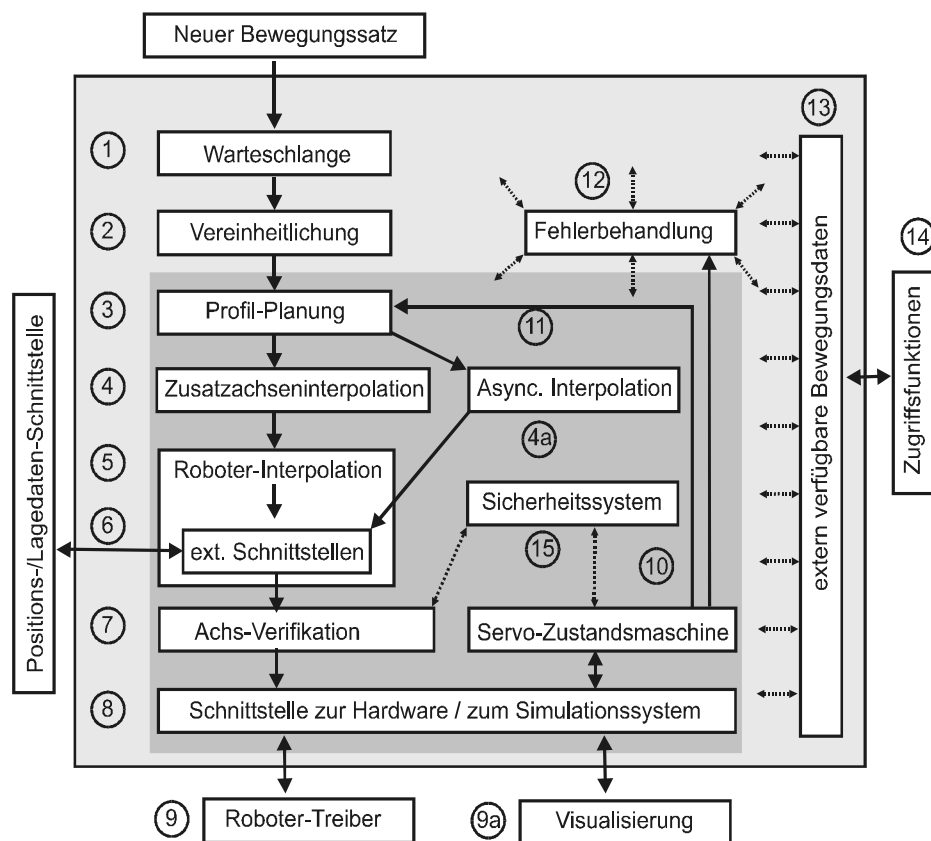 Neuer Bewegungssatz
13
1
Warteschlange
12
2
Vereinheitlichung
Fehlerbehandlung
14
3
Profil-Planung
11
4
Zusatzachseninterpolation
Async. Interpolation
4a
5
Roboter-Interpolation
Sicherheitssystem
6
ext. Schnittstellen
15
10
7
Achs-Verifikation
Servo-Zustandsmaschine
8
Schnittstelle zur Hardware / zum Simulationssystem
9
Roboter-Treiber
9a
Visualisierung
Positions-/Lagedaten-Schnittstelle
extern verfügbare Bewegungsdaten
Zugriffsfunktionen